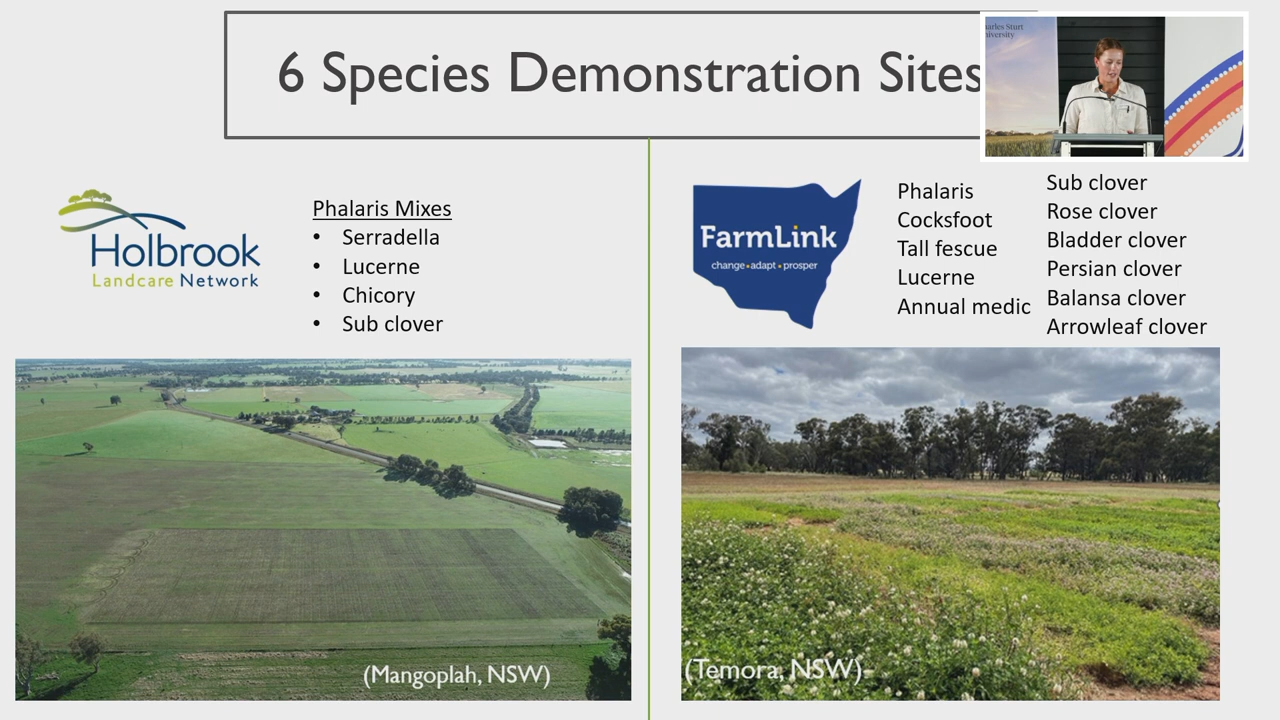 6 Species Demonstration Sites
Holbrook
Landcare Network
Phalaris Mixes
• Serradella
• Lucerne
• Chicory
• Sub clover
(Mangoplah, NSW)
FarmLink
change•adapt•prosper
Phalaris
Cocksfoot
Tall fescue
Lucerne
Annual medic
Sub clover
Rose clover
Bladder clover
Persian clover
Balansa clover
Arrowleaf clover
(Temora, NSW)
arles Sturt
niversity